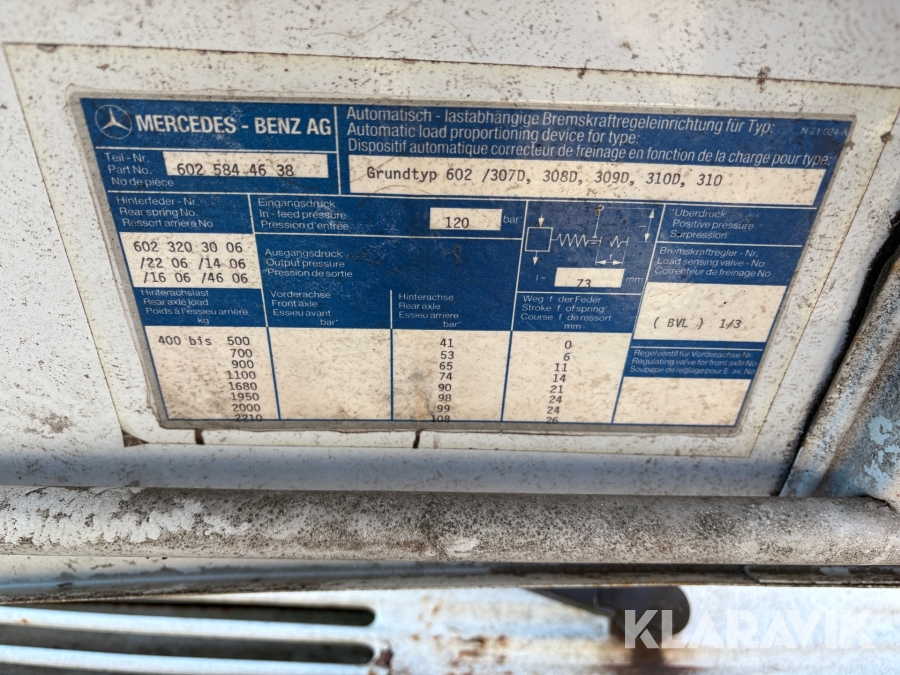 MERCEDES - BENZ AG
Automatisch - lastabhängige Bremskraftregeleinrichtung für Typ:
Automatic load proportioning device for type:
Dispositif automatique correcteur de freinage en fonction de la charge pour type:
N 21 024-A
Teil-Nr.
Part No.
No de pièce
602 584 46 38
Grundtyp 602 /307D, 308D, 309D, 310D, 310
Hinterfeder - Nr.
Rear spring No
Ressort arrière No
602 320 30 06
/22 06 /14 06
/16 06 /46 06
Eingangsdruck
In - feed pressure
Pression d'entrée
120
bar
Ausgangsdruck
Output pressure
Pression de sortie
73
mm
Überdruck
Positive pressure
Surpression
Bremskraftregler - Nr.
Load sensing valve - No
Correcteur de freinage No
( BVL ) 1/3
Hinterachslast
Rear axle load
Poids à l'essieu arrière
kg
Vorderachse
Front axle
Essieu avant
bar
Hinterachse
Rear axle
Essieu arrière
bar
Weg f der Feder
Stroke f of spring
Course f de ressort
mm
Regelventil für Vorderachse Nr.
Regulating valve for front axle No
Soupape de réglage pour E. av. No
400 bis 500 41 0
700 53 6
900 65 11
1100 74 14
1680 90 21
1950 98 24
2000 99 24
2210 108 26
KLARAVIK